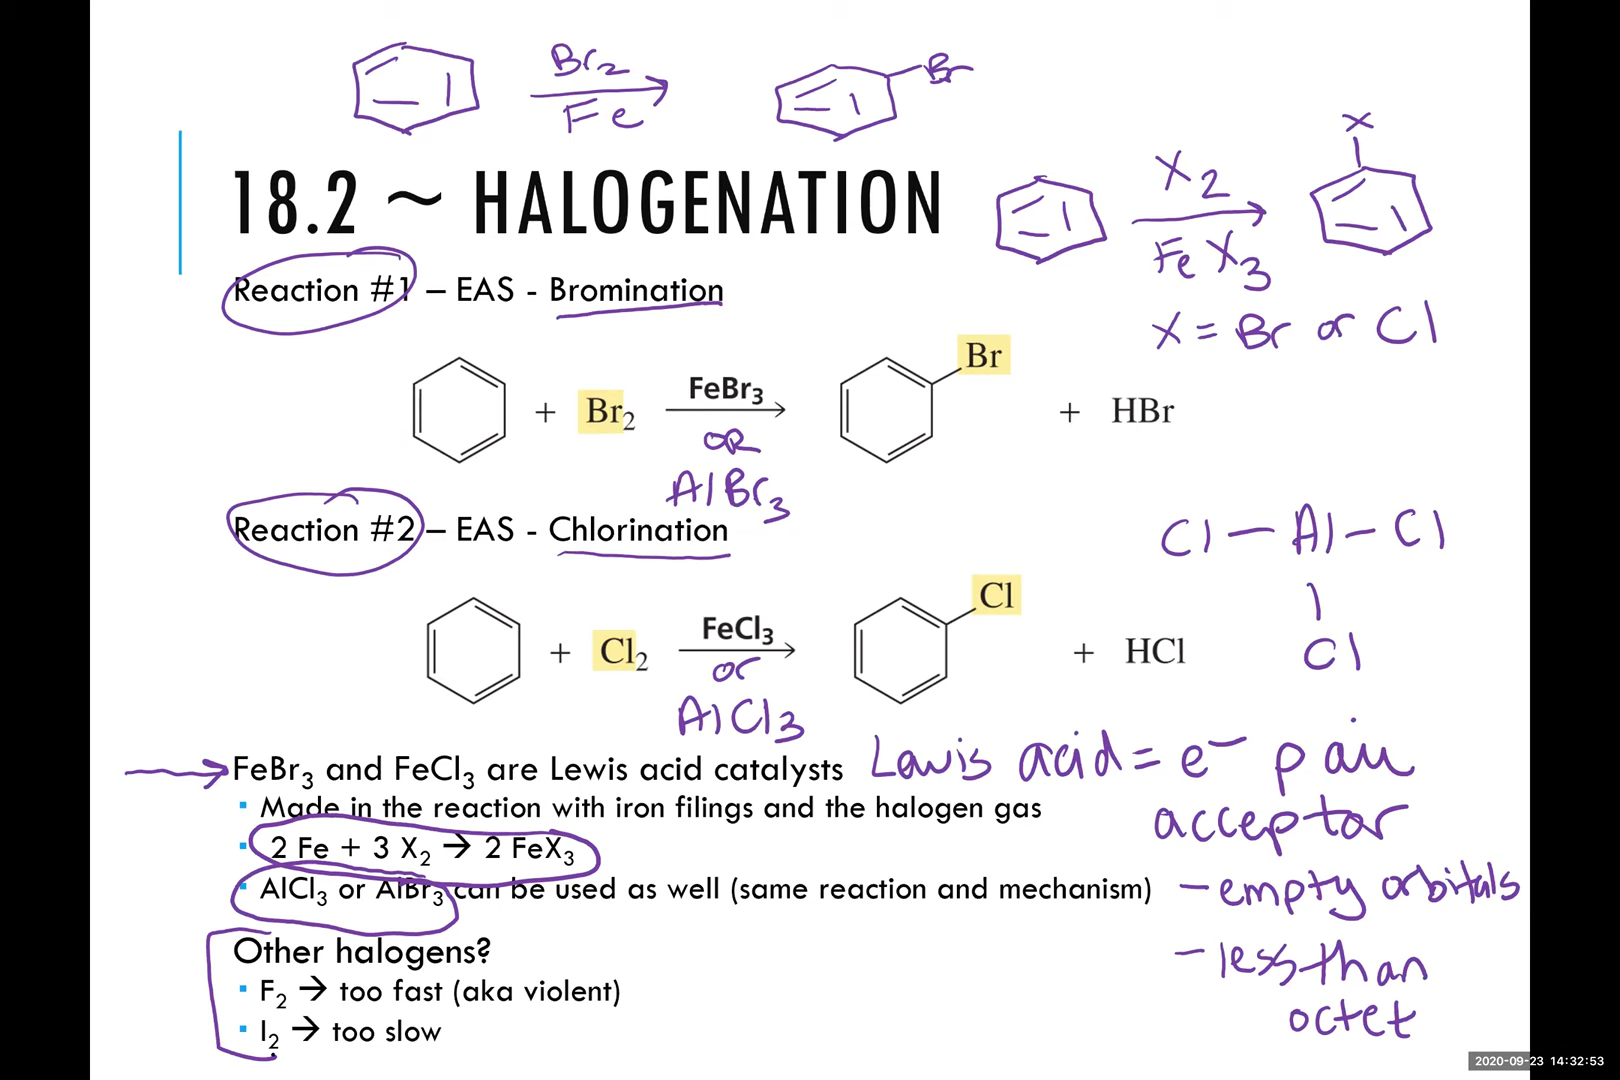 Br2
Fe
Br
18.2 ~ HALOGENATION
X2
FeX3
X
X = Br or Cl
Reaction #1 – EAS - Bromination
+ Br₂ FeBr₃ Br + HBr
OR
AlBr3
Reaction #2 – EAS - Chlorination
Cl — Al — Cl
Cl
+ Cl₂ FeCl₃ Cl + HCl
or
AlCl3
FeBr₃ and FeCl₃ are Lewis acid catalysts
Lewis acid = e⁻ pair
acceptor
- empty orbitals
- less than
octet
▪ Made in the reaction with iron filings and the halogen gas
▪ 2 Fe + 3 X₂ → 2 FeX₃
▪ AlCl₃ or AlBr₃ can be used as well (same reaction and mechanism)
Other halogens?
▪ F₂ → too fast (aka violent)
▪ I₂ → too slow
2020-09-23 14:32:53